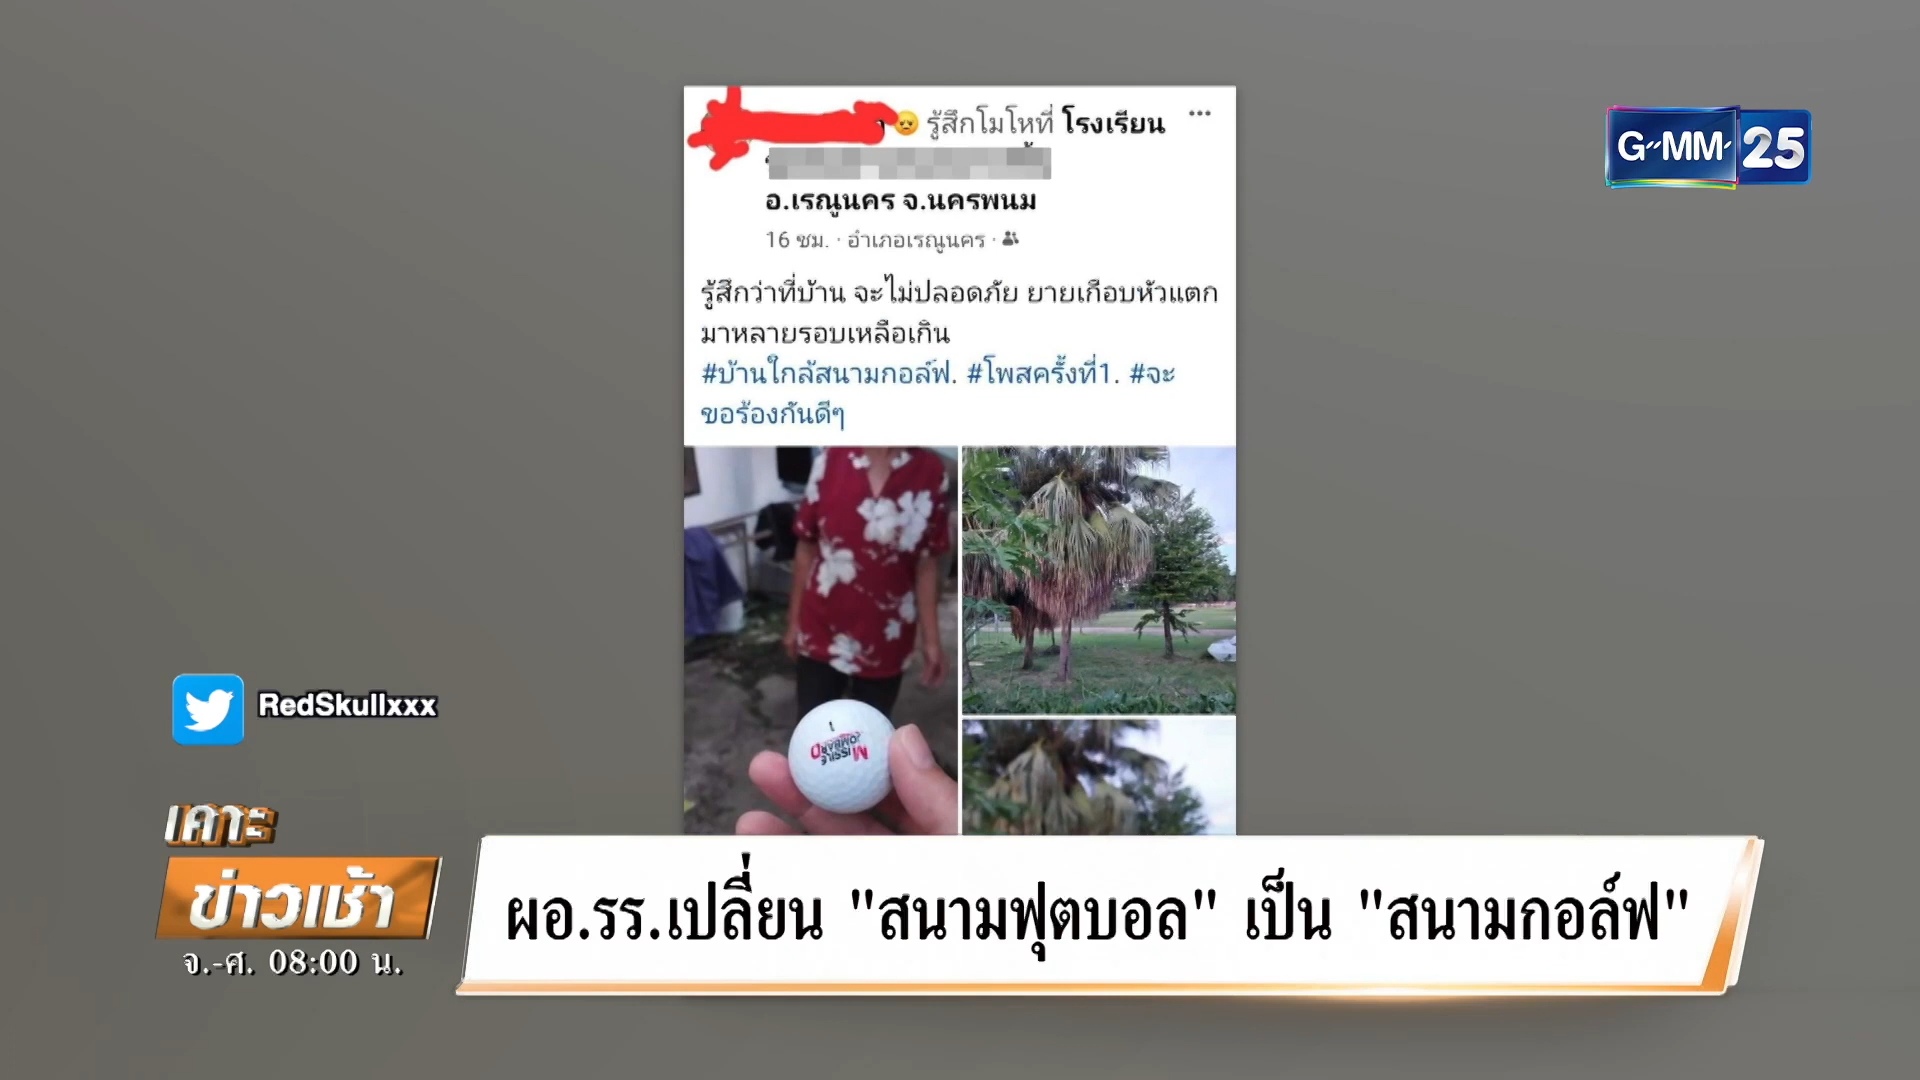 รู้สึกโมโหที่ โรงเรียน
อ.เรณูนคร จ.นครพนม
16 ชม. · อำเภอเรณูนคร ·
รู้สึกว่าที่บ้าน จะไม่ปลอดภัย ยายเกือบหัวแตก
มาหลายรอบเหลือเกิน
#บ้านใกล้สนามกอล์ฟ. #โพสครั้งที่1. #จะ
ขอร้องกันดีๆ
G-MM 25
1
MISSILE
BOMBARD
RedSkullxxx
เคาะ
ข่าวเช้า
จ.-ศ. 08:00 น.
ผอ.รร.เปลี่ยน "สนามฟุตบอล" เป็น "สนามกอล์ฟ"